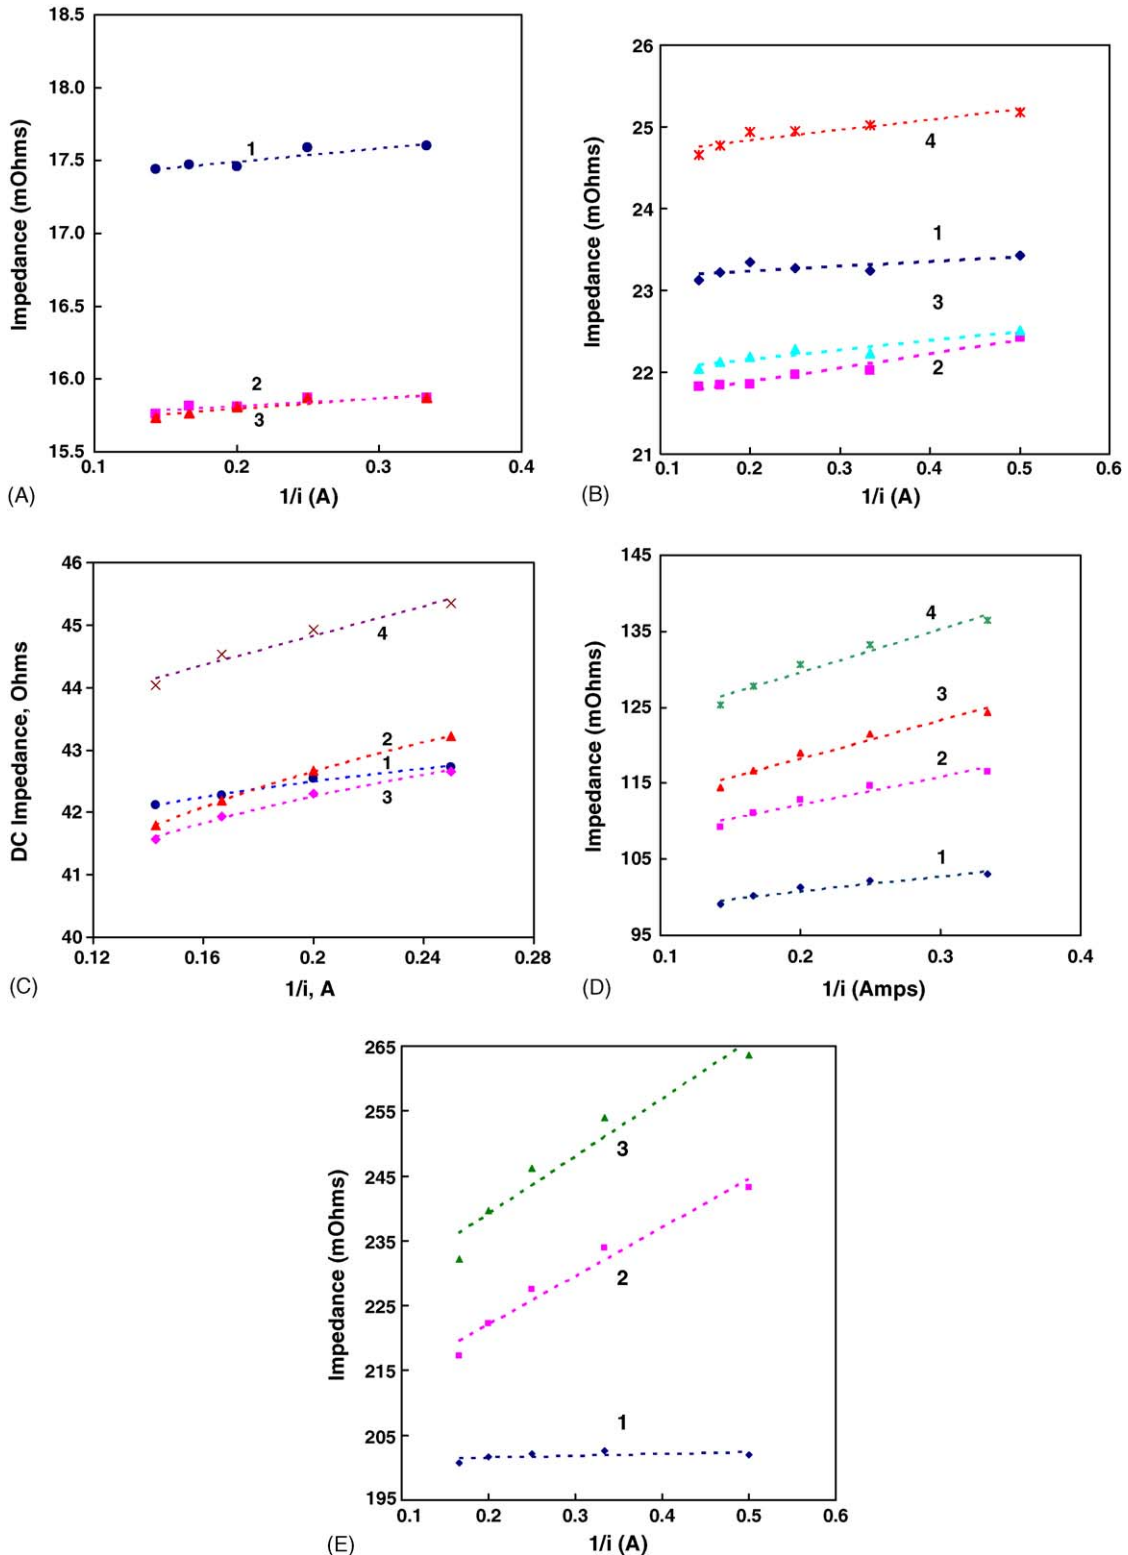 18.5
18.0
17.5
17.0
16.5
16.0
15.5
Impedance (mOhms)
1
2
3
0.1 0.2 0.3 0.4
1/i (A)
(A)
26
25
24
23
22
21
Impedance (mOhms)
4
1
3
2
0.1 0.2 0.3 0.4 0.5 0.6
1/i (A)
(B)
46
45
44
43
42
41
40
DC Impedance, Ohms
4
2
1
3
0.12 0.16 0.2 0.24 0.28
1/i, A
(C)
145
135
125
115
105
95
Impedance (mOhms)
4
3
2
1
0.1 0.2 0.3 0.4
1/i (Amps)
(D)
265
255
245
235
225
215
205
195
Impedance (mOhms)
3
2
1
0.1 0.2 0.3 0.4 0.5 0.6
1/i (A)
(E)